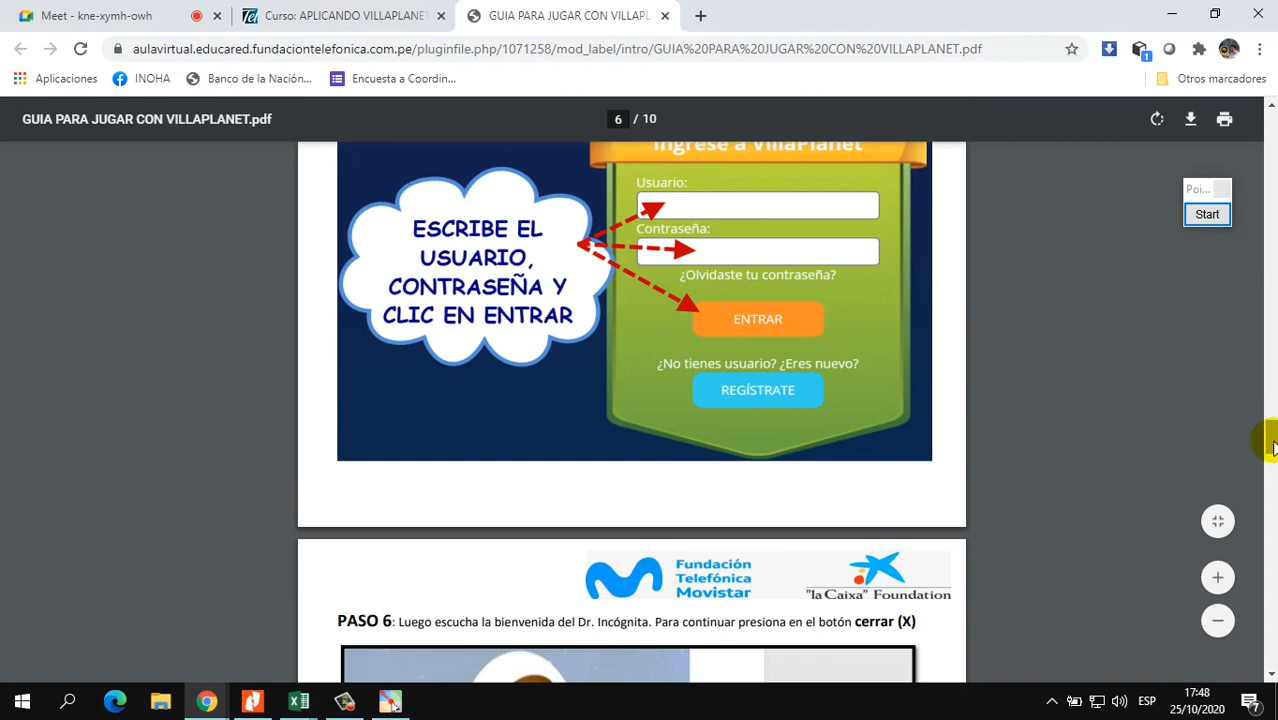 Meet - kne-xymh-owh
Curso: APLICANDO VILLAPLANET
GUIA PARA JUGAR CON VILLAPL
aulavirtual.educared.fundaciontelefonica.com.pe/pluginfile.php/1071258/mod_label/intro/GUIA%20PARA%20JUGAR%20CON%20VILLAPLANET.pdf
1
Aplicaciones
INOHA
Banco de la Nación...
Encuesta a Coordin...
Otros marcadores
GUIA PARA JUGAR CON VILLAPLANET.pdf
6 / 10
Ingrese a VillaPlanet
Poi...
Start
ESCRIBE EL
USUARIO,
CONTRASEÑA Y
CLIC EN ENTRAR
Usuario:
Contraseña:
¿Olvidaste tu contraseña?
ENTRAR
¿No tienes usuario? ¿Eres nuevo?
REGÍSTRATE
Fundación
Telefónica
Movistar
"la Caixa" Foundation
PASO 6: Luego escucha la bienvenida del Dr. Incógnita. Para continuar presiona en el botón cerrar (X)
ESP
17:48
25/10/2020
7